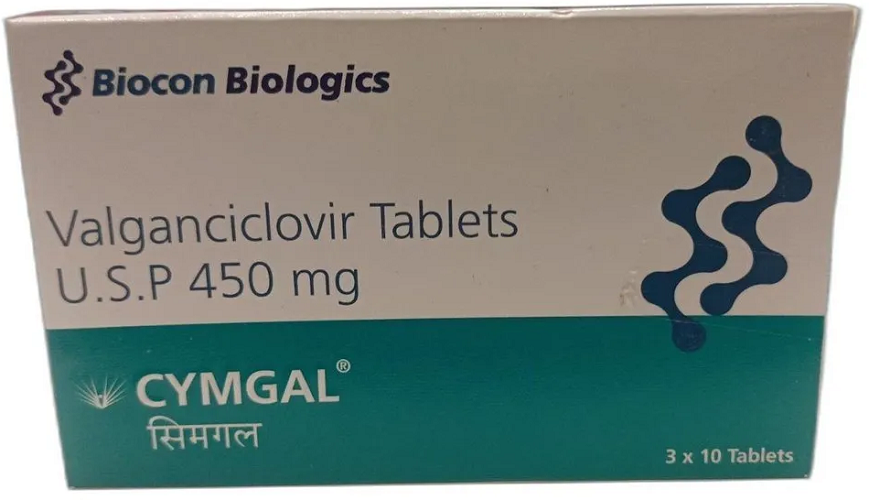 Biocon Biologics
Valganciclovir Tablets
U.S.P 450 mg
CYMGAL®
सिमगल
3 x 10 Tablets